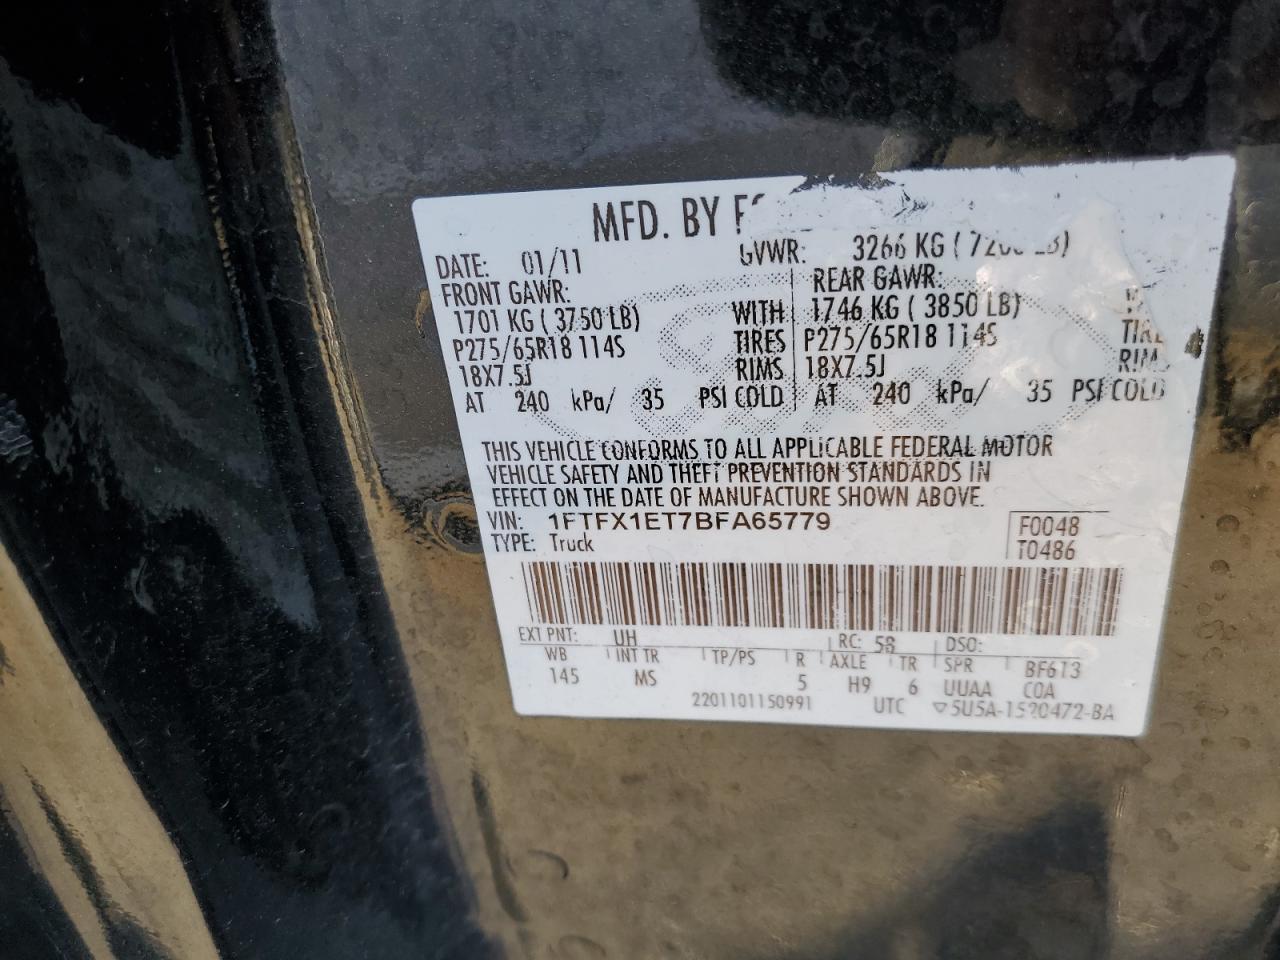 MFD. BY
DATE: 01/11 GVWR: 3266 KG
FRONT GAWR: REAR GAWR:
1701 KG ( 3750 LB) WITH 1746 KG ( 3850 LB)
P275/65R18 114S TIRES P275/65R18 114S
18X7.5J RIMS 18X7.5J
AT 240 kPa/ 35 PSI COLD AT 240 kPa/ 35 PSI COLD
THIS VEHICLE CONFORMS TO ALL APPLICABLE FEDERAL MOTOR
VEHICLE SAFETY AND THEFT PREVENTION STANDARDS IN
EFFECT ON THE DATE OF MANUFACTURE SHOWN ABOVE.
VIN: 1FTFX1ET7BFA65779 F0048
TYPE: Truck T0486
EXT PNT: UH RC: 58 DSO:
WB INT TR TP/PS R AXLE TR SPR BF613
145 MS 5 H9 6 UUAA COA
2201101150991 UTC ▽5U5A-1520472-BA